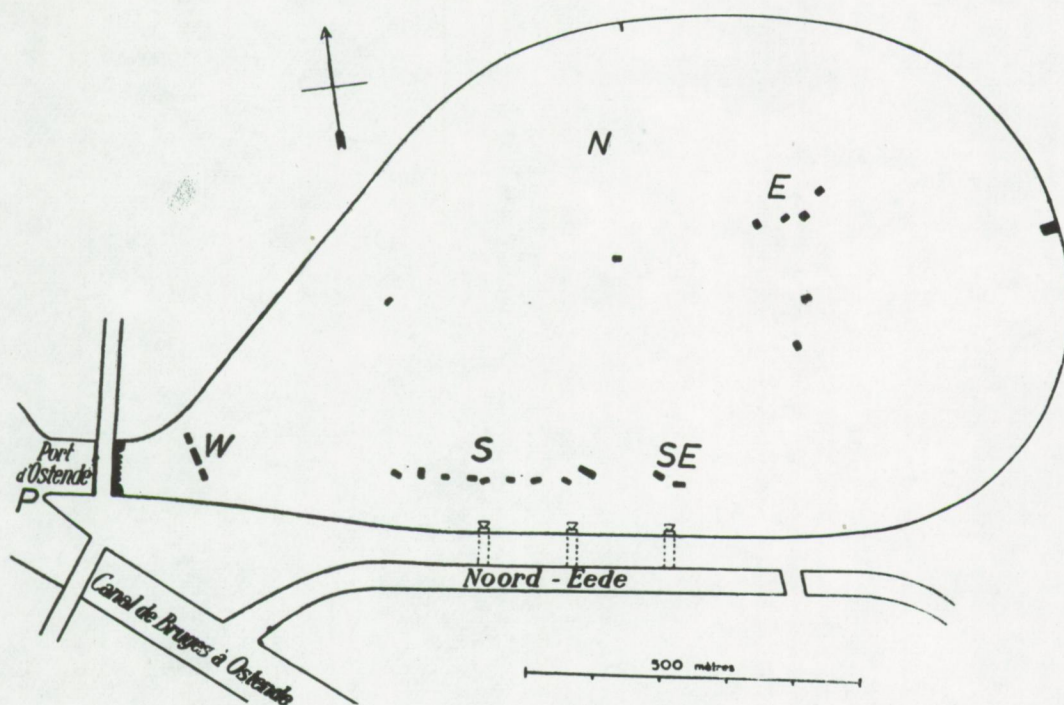 N
E
W
S
SE
Port
d'Ostende
P
Noord - Eede
Canal de Bruges à Ostende
500 mètres